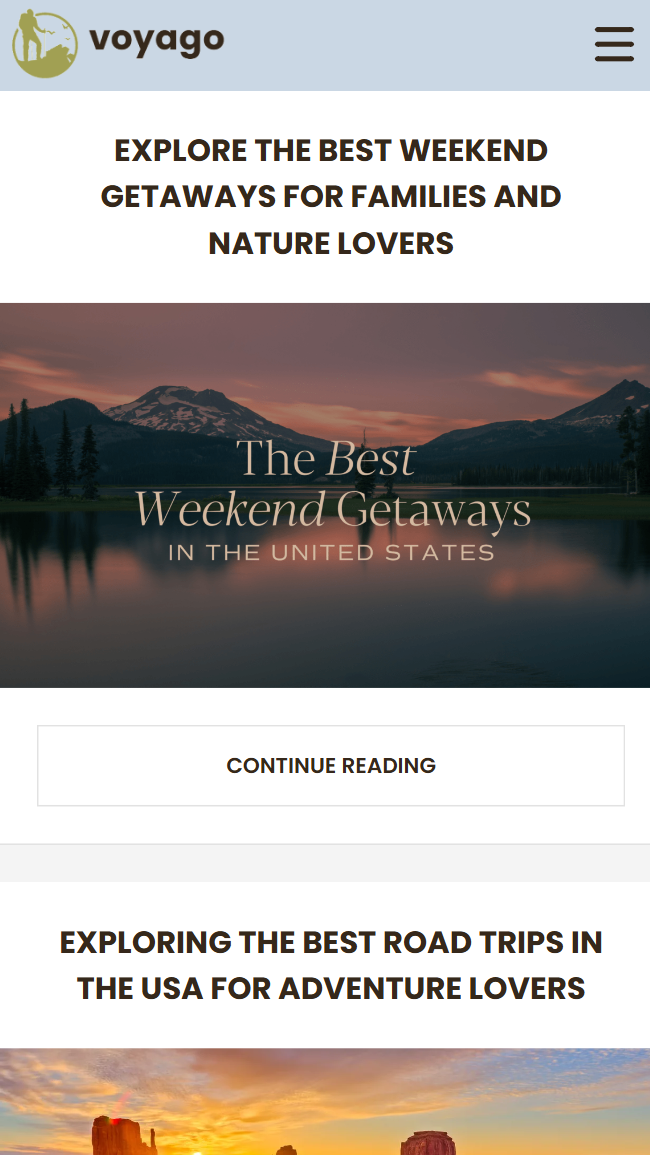 voyago
EXPLORE THE BEST WEEKEND
GETAWAYS FOR FAMILIES AND
NATURE LOVERS
The Best
Weekend Getaways
IN THE UNITED STATES
CONTINUE READING
EXPLORING THE BEST ROAD TRIPS IN
THE USA FOR ADVENTURE LOVERS